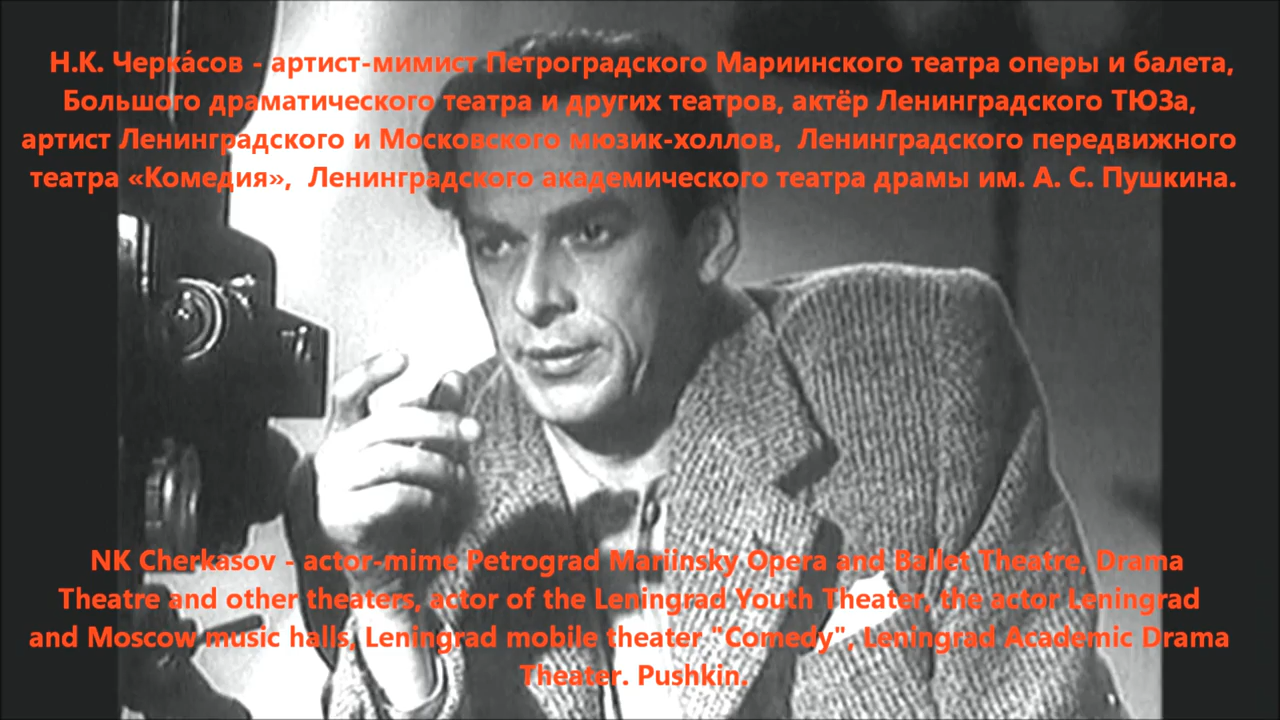 Н.К. Черка́сов - артист-мимист Петроградского Мариинского театра оперы и балета,
Большого драматического театра и других театров, актёр Ленинградского ТЮЗа,
артист Ленинградского и Московского мюзик-холлов, Ленинградского передвижного
театра «Комедия», Ленинградского академического театра драмы им. А. С. Пушкина.
NK Cherkasov - actor-mime Petrograd Mariinsky Opera and Ballet Theatre, Drama
Theatre and other theaters, actor of the Leningrad Youth Theater, the actor Leningrad
and Moscow music halls, Leningrad mobile theater "Comedy", Leningrad Academic Drama
Theater. Pushkin.